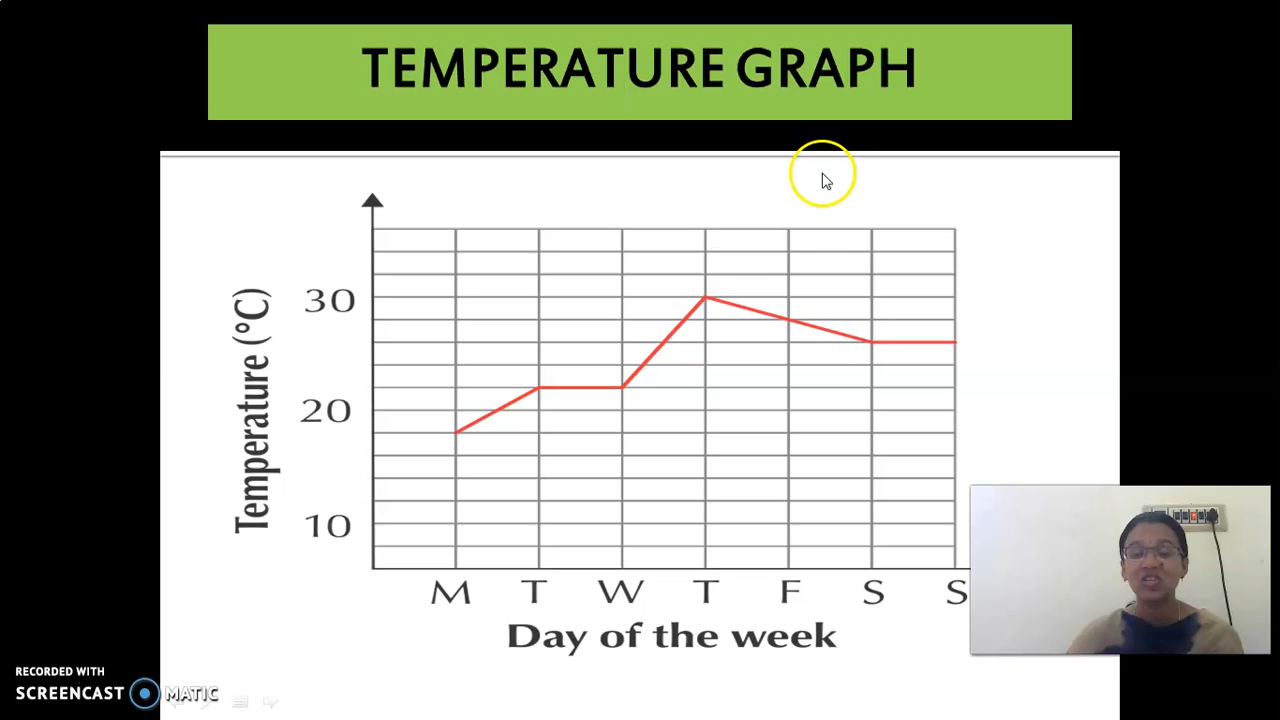 TEMPERATURE GRAPH
Temperature (°C)
30
20
10
M T W T F S S
Day of the week
RECORDED WITH
SCREENCAST MATIC